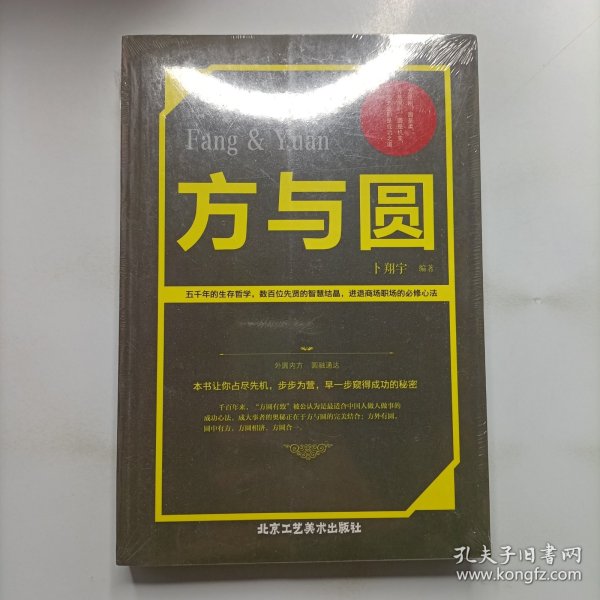 Fang & Yuan
方与圆
卜翔宇 编著
五千年的生存哲学，数百位先贤的智慧结晶，进退商场职场的必修心法
外圆内方 圆融通达
本书让你占尽先机，步步为营，早一步窥得成功的秘密
千百年来，“方圆有致”被公认为是最适合中国人做人做事的
成功心法，成大事者的奥秘正在于方与圆的完美结合：方外有圆，
圆中有方，方圆相济，方圆合一。
北京工艺美术出版社
孔夫子旧书网
www.kongfz.com